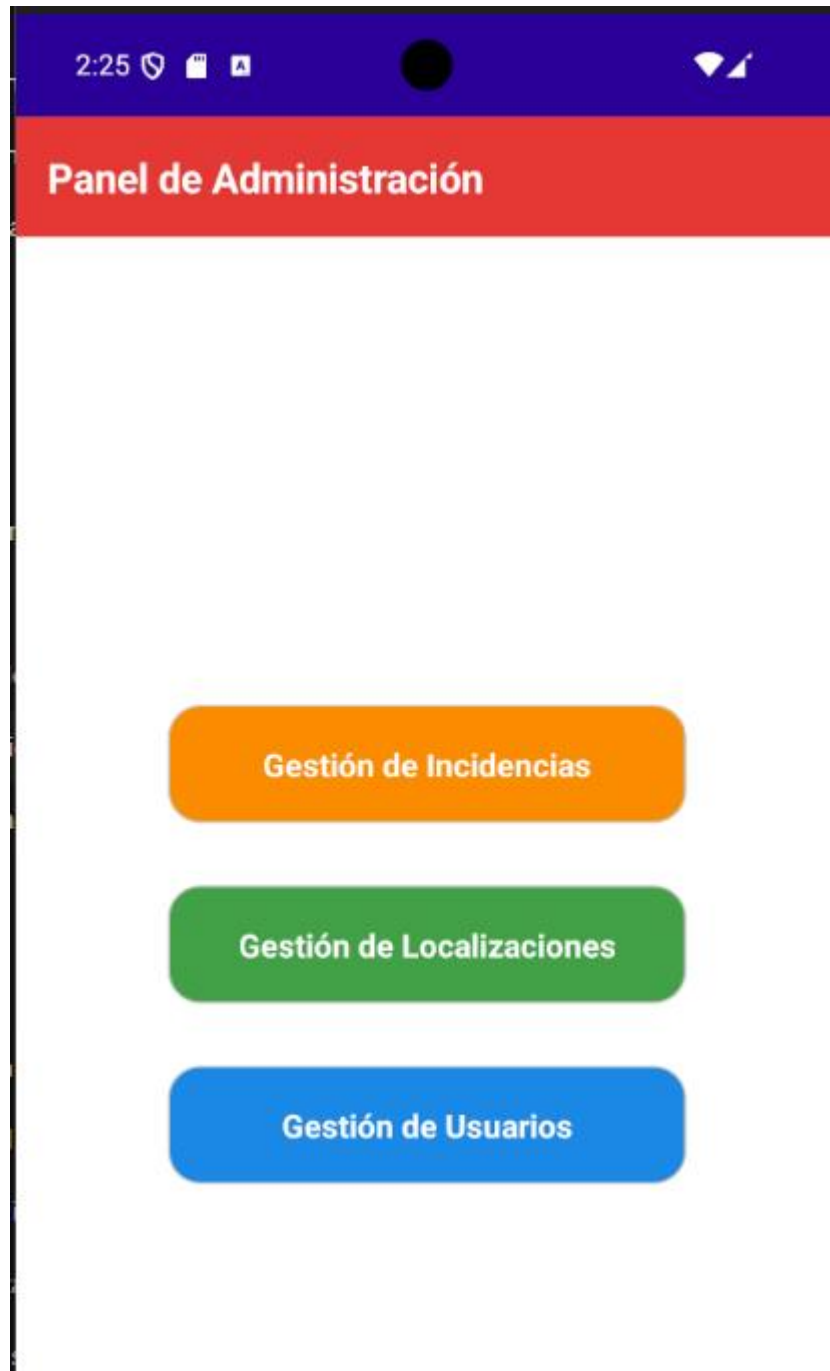 2:25
Panel de Administración
Gestión de Incidencias
Gestión de Localizaciones
Gestión de Usuarios